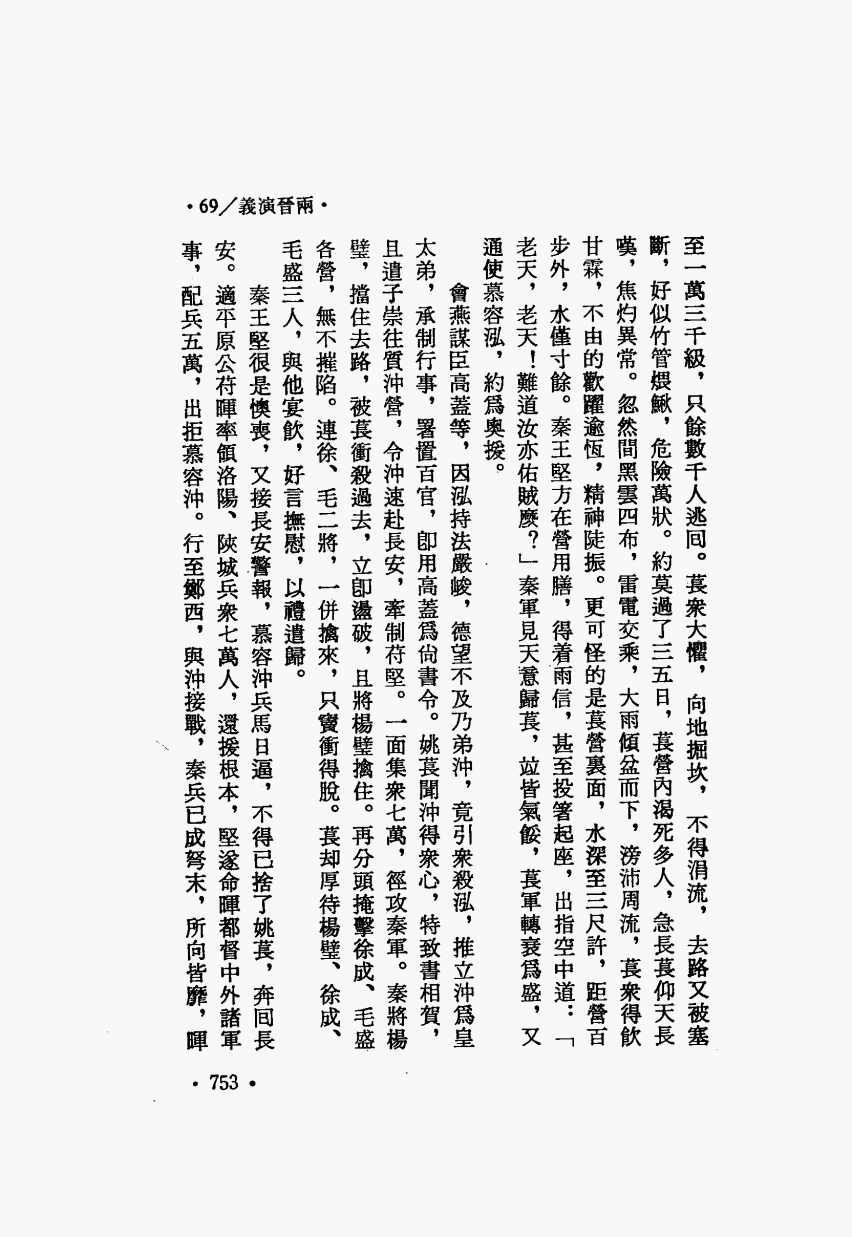 ・69／義演晉兩・
至一萬三千級，只餘數千人逃回。萇衆大懼，向地掘坎，不得涓流，去路又被塞
斷，好似竹管煨鰍，危險萬狀。約莫過了三五日，萇營內渴死多人，急長萇仰天長
嘆，焦灼異常。忽然間黑雲四布，雷電交乘，大雨傾盆而下，滂沛周流，萇衆得飲
甘霖，不由的歡躍逾恆，精神陡振。更可怪的是萇營裏面，水深至三尺許，距營百
步外，水僅寸餘。秦王堅方在營用膳，得着雨信，甚至投箸起座，出指空中道：「
老天，老天！難道汝亦佑賊麼？」秦軍見天意歸萇，竝皆氣餒，萇軍轉衰爲盛，又
通使慕容泓，約爲奧援。
會燕謀臣高蓋等，因泓持法嚴峻，德望不及乃弟沖，竟引衆殺泓，推立沖爲皇
太弟，承制行事，署置百官，卽用高蓋爲尙書令。姚萇聞沖得衆心，特致書相賀，
且遣子崇往質沖營，令沖速赴長安，牽制苻堅。一面集衆七萬，徑攻秦軍。秦將楊
璧，擋住去路，被萇衝殺過去，立卽盪破，且將楊璧擒住。再分頭掩擊徐成、毛盛
各營，無不摧陷。連徐、毛二將，一併擒來，只竇衝得脫。萇却厚待楊璧、徐成、
毛盛三人，與他宴飲，好言撫慰，以禮遣歸。
秦王堅很是懊喪，又接長安警報，慕容沖兵馬日逼，不得已捨了姚萇，奔回長
安。適平原公苻暉率領洛陽、陝城兵衆七萬人，還援根本，堅遂命暉都督中外諸軍
事，配兵五萬，出拒慕容沖。行至鄭西，與沖接戰，秦兵已成弩末，所向皆靡，暉
・753・